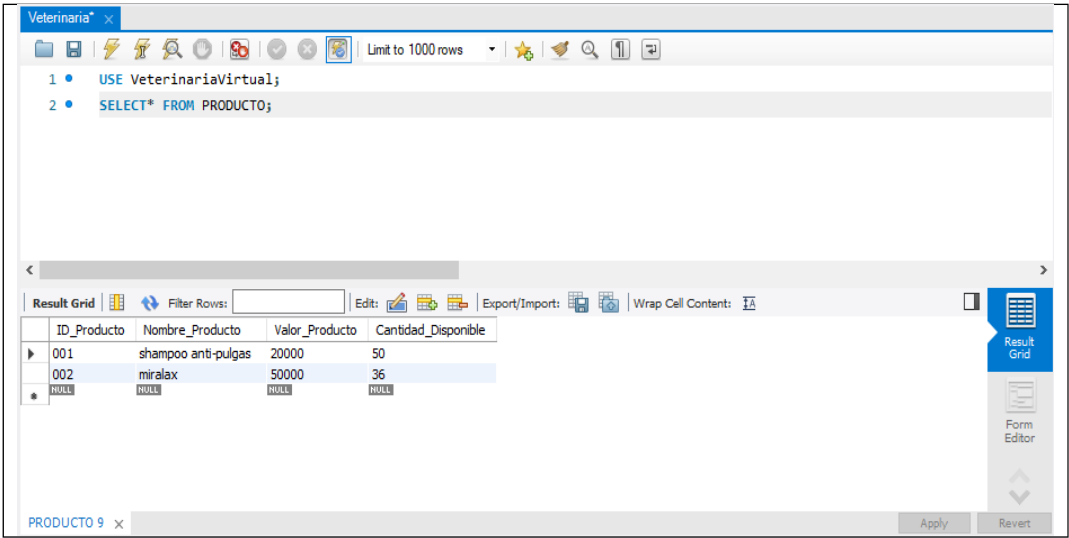 Veterinaria*
Limit to 1000 rows
1 USE VeterinariaVirtual;
2 SELECT* FROM PRODUCTO;
Result Grid Filter Rows: Edit: Export/Import: Wrap Cell Content: IA
ID_Producto Nombre_Producto Valor_Producto Cantidad_Disponible
001 shampoo anti-pulgas 20000 50
002 miralax 50000 36
NULL NULL NULL NULL
Result
Grid
Form
Editor
PRODUCTO 9 Apply Revert